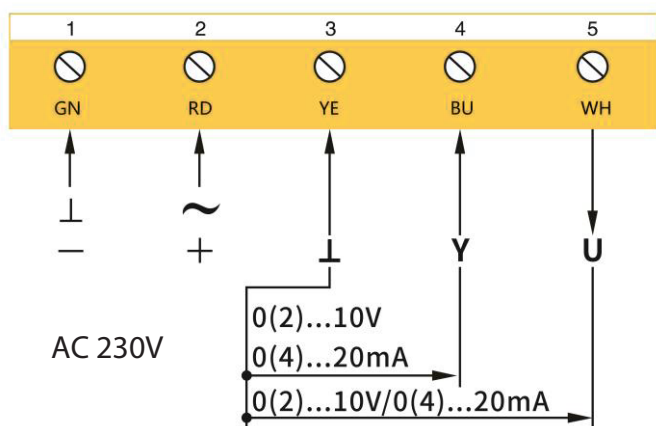 1 2 3 4 5
GN RD YE BU WH
⊥ ~ ⊥ Y U
− +
0(2)...10V
AC 230V
0(4)...20mA
0(2)...10V/0(4)...20mA